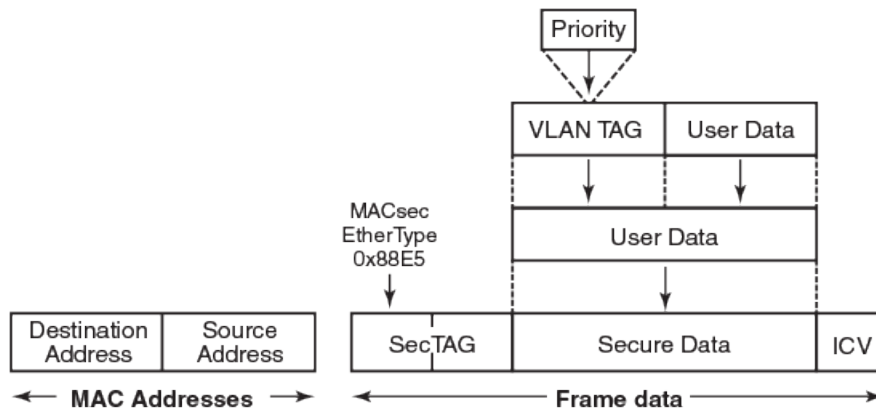 Priority
VLAN TAG User Data
MACsec
EtherType
0x88E5
User Data
Destination
Address
Source
Address
SecTAG
Secure Data
ICV
MAC Addresses
Frame data